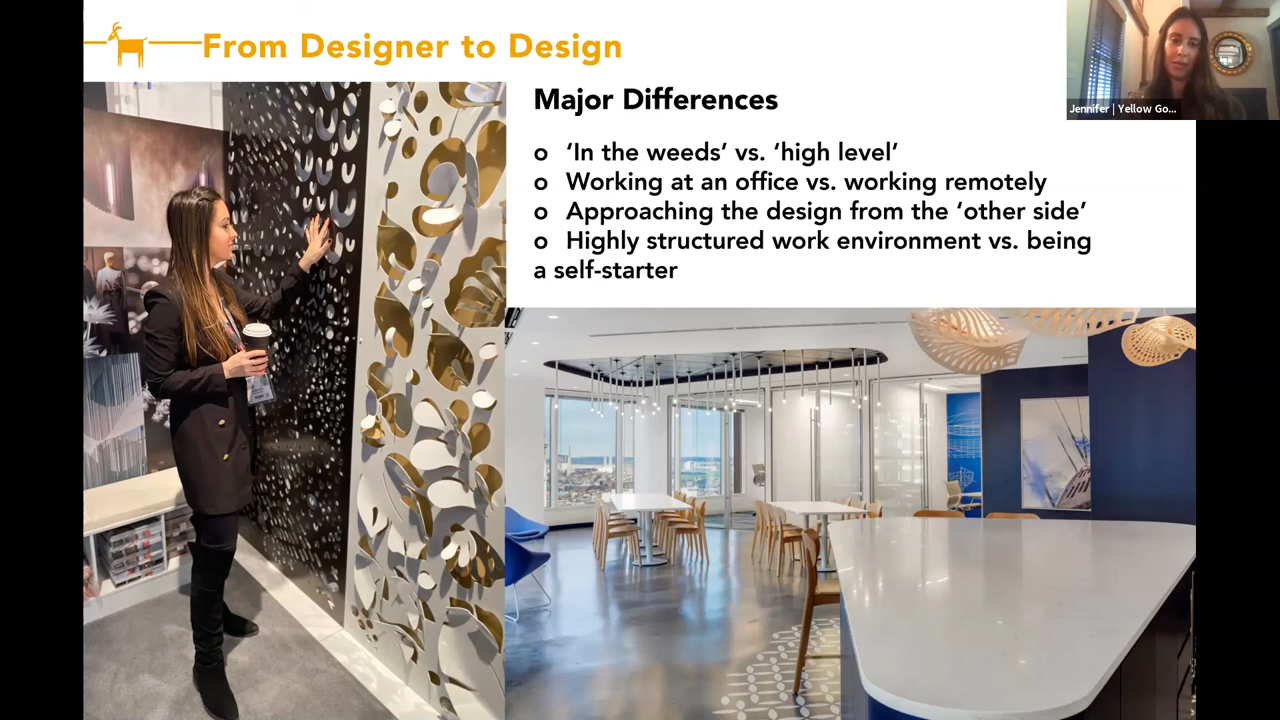 From Designer to Design
Jennifer | Yellow Go...
Major Differences
o ‘In the weeds’ vs. ‘high level’
o Working at an office vs. working remotely
o Approaching the design from the ‘other side’
o Highly structured work environment vs. being
a self-starter